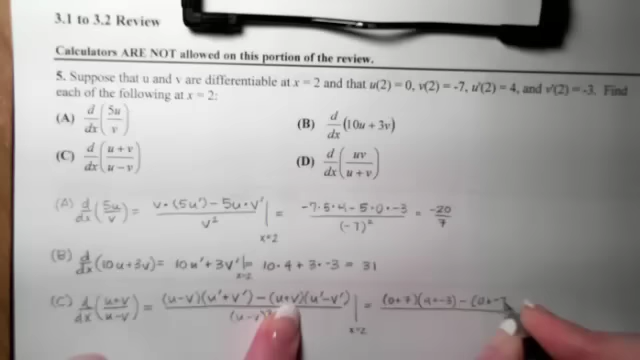 3.1 to 3.2 Review
Calculators ARE NOT allowed on this portion of the review.
5. Suppose that u and v are differentiable at x = 2 and that u(2) = 0, v(2) = -7, u'(2) = 4, and v'(2) = -3. Find
each of the following at x = 2:
(A) d/dx (5u/v) (B) d/dx (10u + 3v)
(C) d/dx (u + v/u − v) (D) d/dx (uv/u + v)
(A) d/dx (5u/v) = v·(5u') − 5u·v'/v² |x=2 = -7·5·4 − 5·0·-3/(-7)² = -20/7
(B) d/dx (10u+3v) = 10u'+3v' |x=2 = 10·4 + 3·-3 = 31
(C) d/dx (u+v/u−v) = (u−v)(u'+v') − (u+v)(u'−v')/(u−v) |x=2 = (0+7)(4+-3) − (0+-7